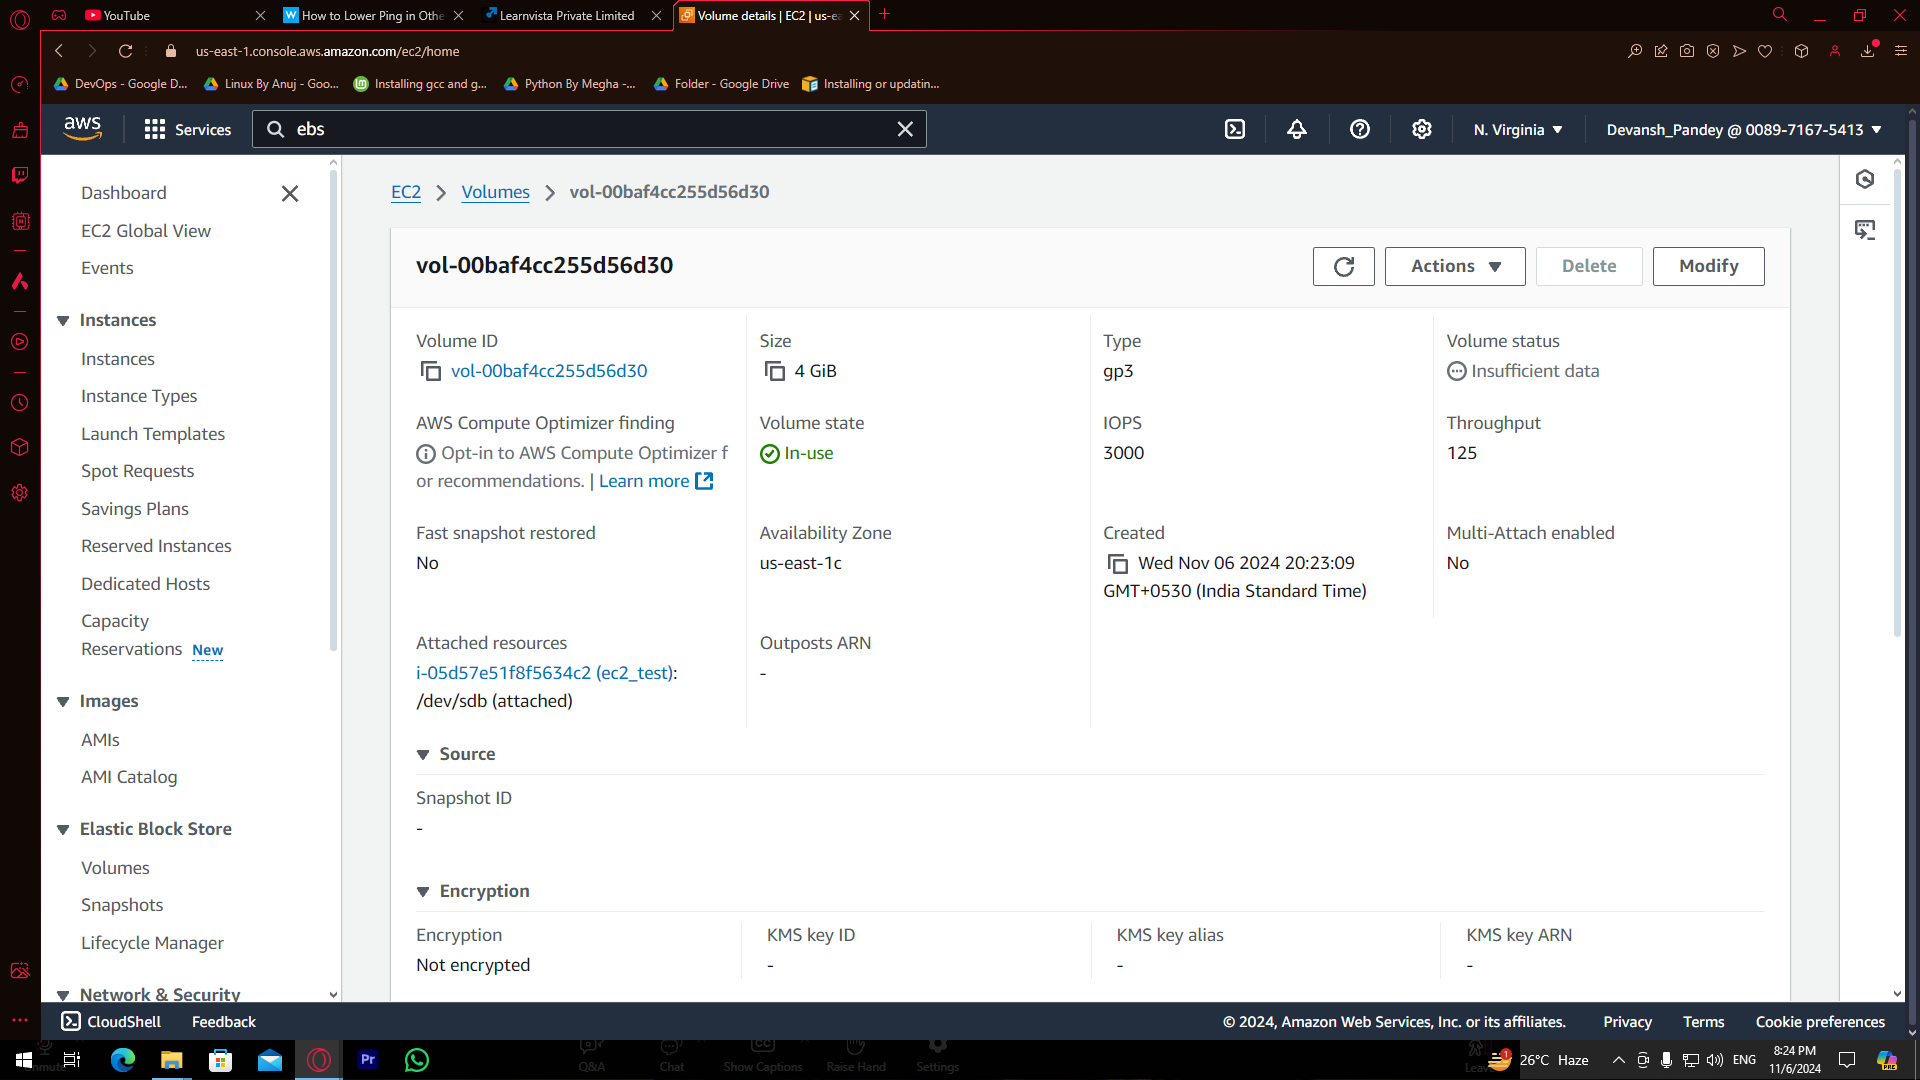 YouTube
How to Lower Ping in Othe
Learnvista Private Limited
Volume details | EC2 | us-ea
us-east-1.console.aws.amazon.com/ec2/home
DevOps - Google D...
Linux By Anuj - Goo...
Installing gcc and g...
Python By Megha -...
Folder - Google Drive
Installing or updatin...
aws
Services
ebs
N. Virginia
Devansh_Pandey @ 0089-7167-5413
Dashboard
EC2 Global View
Events
Instances
Instances
Instance Types
Launch Templates
Spot Requests
Savings Plans
Reserved Instances
Dedicated Hosts
Capacity
Reservations New
Images
AMIs
AMI Catalog
Elastic Block Store
Volumes
Snapshots
Lifecycle Manager
Network & Security
EC2 > Volumes > vol-00baf4cc255d56d30
vol-00baf4cc255d56d30
Actions
Delete
Modify
Volume ID
vol-00baf4cc255d56d30
Size
4 GiB
Type
gp3
Volume status
Insufficient data
AWS Compute Optimizer finding
Opt-in to AWS Compute Optimizer f
or recommendations. | Learn more
Volume state
In-use
IOPS
3000
Throughput
125
Fast snapshot restored
No
Availability Zone
us-east-1c
Created
Wed Nov 06 2024 20:23:09
GMT+0530 (India Standard Time)
Multi-Attach enabled
No
Attached resources
i-05d57e51f8f5634c2 (ec2_test):
/dev/sdb (attached)
Outposts ARN
-
Source
Snapshot ID
-
Encryption
Encryption
Not encrypted
KMS key ID
-
KMS key alias
-
KMS key ARN
-
CloudShell
Feedback
© 2024, Amazon Web Services, Inc. or its affiliates.
Privacy
Terms
Cookie preferences
Pr
Q&A
Chat
Show Captions
Raise Hand
Settings
1
26°C Haze
ENG
8:24 PM
11/6/2024